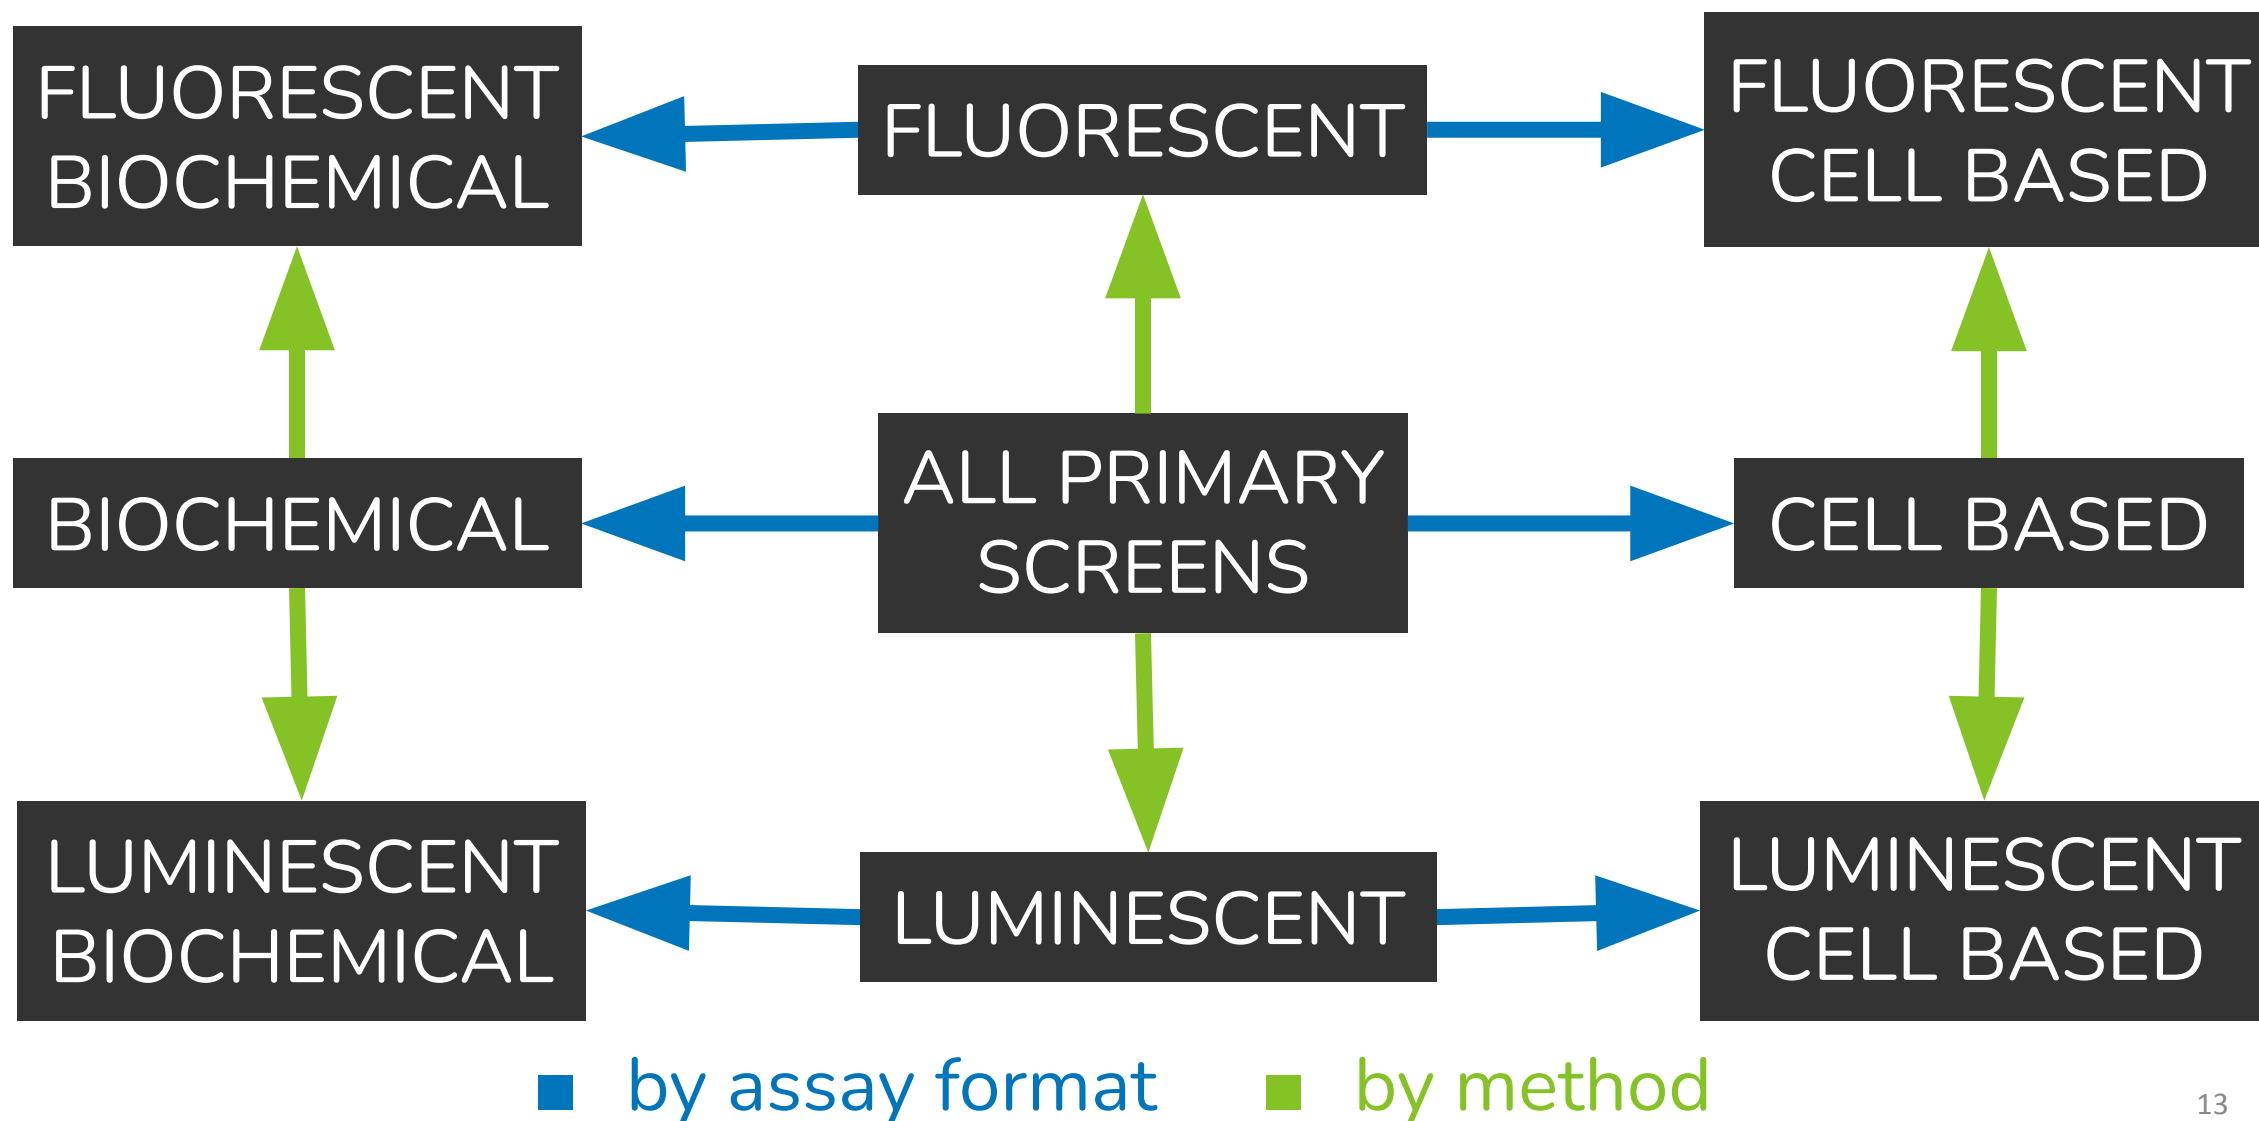 FLUORESCENT
BIOCHEMICAL
FLUORESCENT
FLUORESCENT
CELL BASED
BIOCHEMICAL
ALL PRIMARY
SCREENS
CELL BASED
LUMINESCENT
BIOCHEMICAL
LUMINESCENT
LUMINESCENT
CELL BASED
by assay format
by method
13